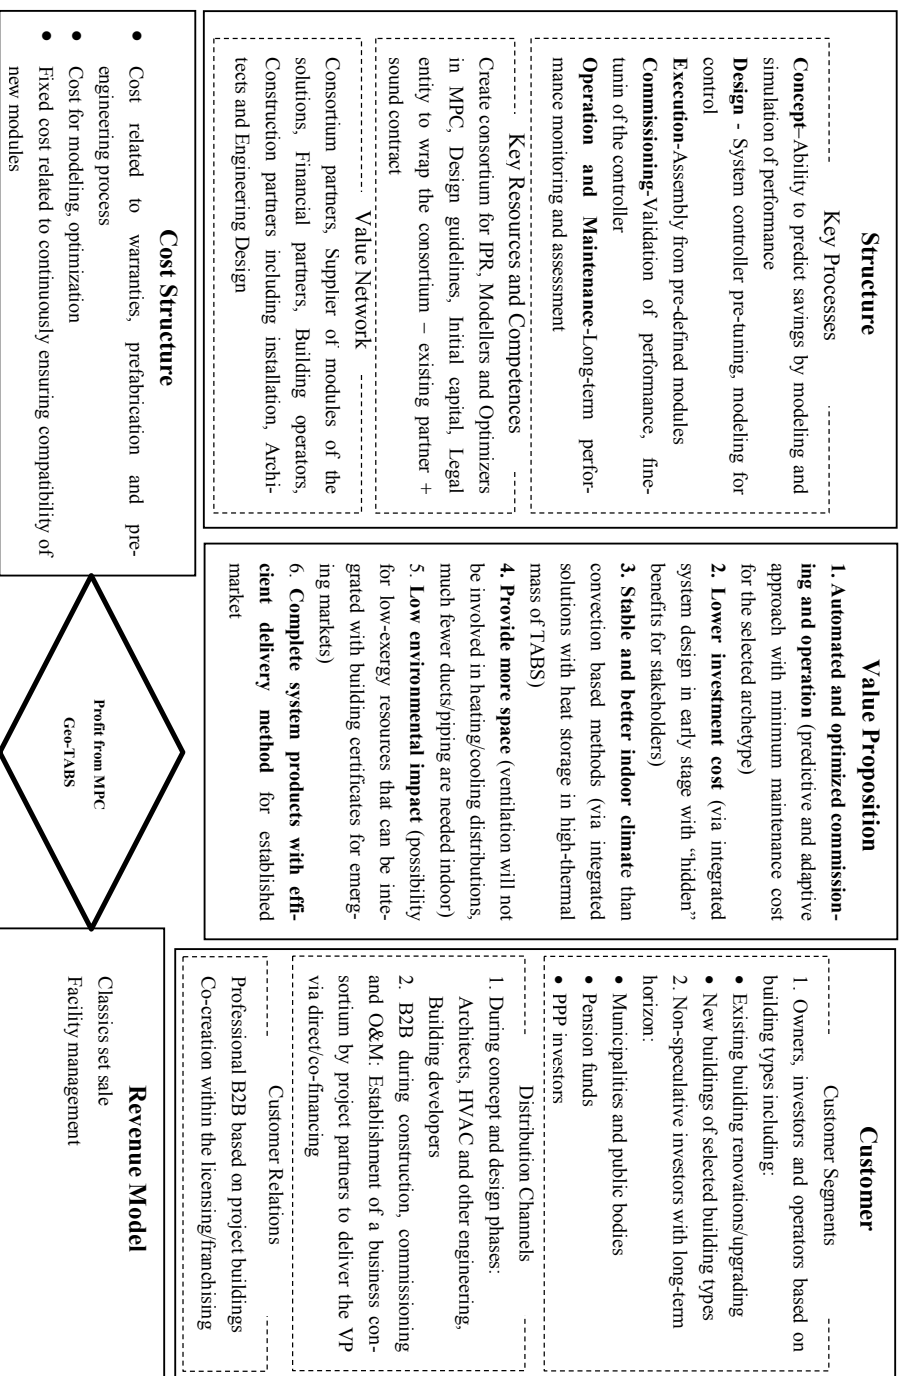 Structure
Key Processes
Concept–Ability to predict savings by modeling and
simulation of performance
Design - System controller pre-tuning, modeling for
control
Execution-Assembly from pre-defined modules
Commissioning-Validation of performance, fine-
tunin of the controller
Operation and Maintenance-Long-term perfor-
mance monitoring and assessment
Key Resources and Competences
Create consortium for IPR, Modellers and Optimizers
in MPC, Design guidelines, Initial capital, Legal
entity to wrap the consortium – existing partner +
sound contract
Value Network
Consortium partners, Supplier of modules of the
solutions, Financial partners, Building operators,
Construction partners including installation, Archi-
tects and Engineering Design
Value Proposition
1. Automated and optimized commission-
ing and operation (predictive and adaptive
approach with minimum maintenance cost
for the selected archetype)
2. Lower investment cost (via integrated
system design in early stage with “hidden”
benefits for stakeholders)
3. Stable and better indoor climate than
convection based methods (via integrated
solutions with heat storage in high-thermal
mass of TABS)
4. Provide more space (ventilation will not
be involved in heating/cooling distributions,
much fewer ducts/piping are needed indoor)
5. Low environmental impact (possibility
for low-exergy resources that can be inte-
grated with building certificates for emerg-
ing markets)
6. Complete system products with effi-
cient delivery method for established
market
Customer
Customer Segments
1. Owners, investors and operators based on
building types including:
• Existing building renovations/upgrading
• New buildings of selected building types
2. Non-speculative investors with long-term
horizon:
• Municipalities and public bodies
• Pension funds
• PPP investors
Distribution Channels
1. During concept and design phases:
Architects, HVAC and other engineering,
Building developers
2. B2B during construction, commissioning
and O&M: Establishment of a business con-
sortium by project partners to deliver the VP
via direct/co-financing
Customer Relations
Professional B2B based on project buildings
Co-creation within the licensing/franchising
Cost Structure
• Cost related to warranties, prefabrication and pre-
engineering process
• Cost for modeling, optimization
• Fixed cost related to continuously ensuring compatibility of
new modules
Profit from MPC
Geo-TABS
Revenue Model
Classics set sale
Facility management